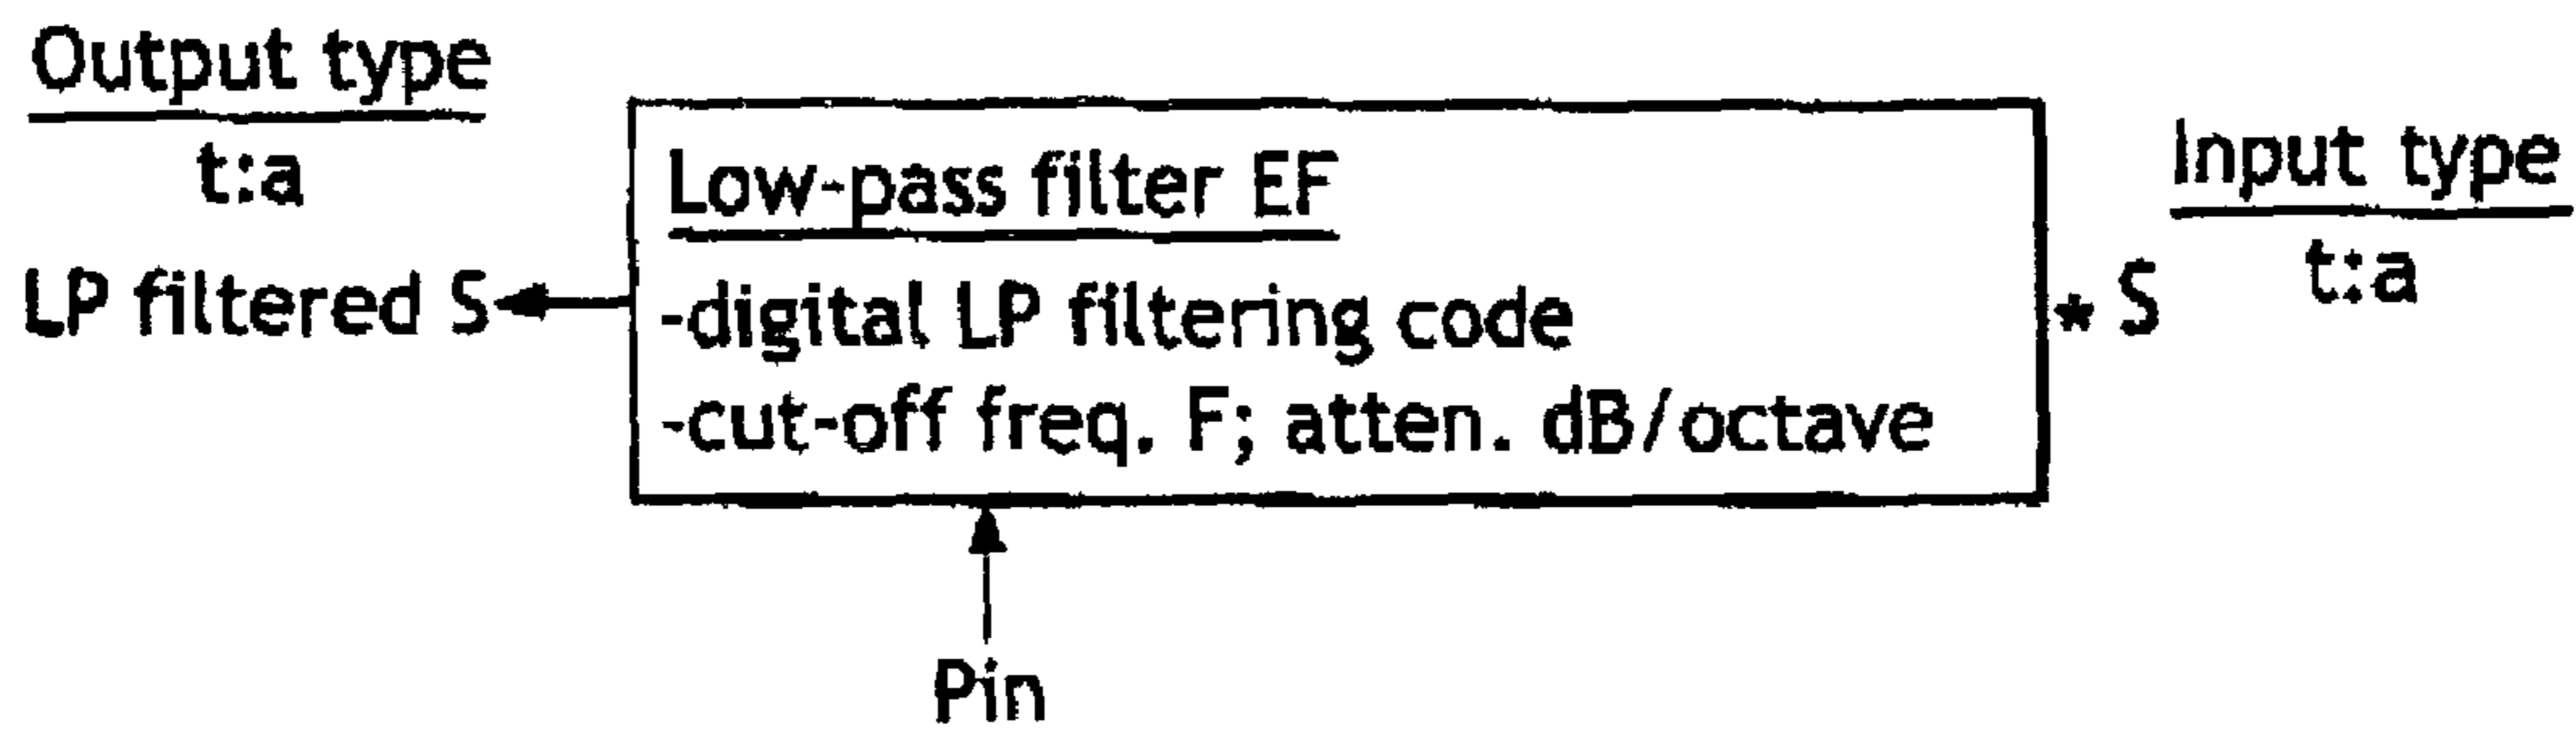 Output type
t:a
LP filtered S
Low-pass filter EF
-digital LP filtering code
-cut-off freq. F; atten. dB/octave
* S
Input type
t:a
Pin